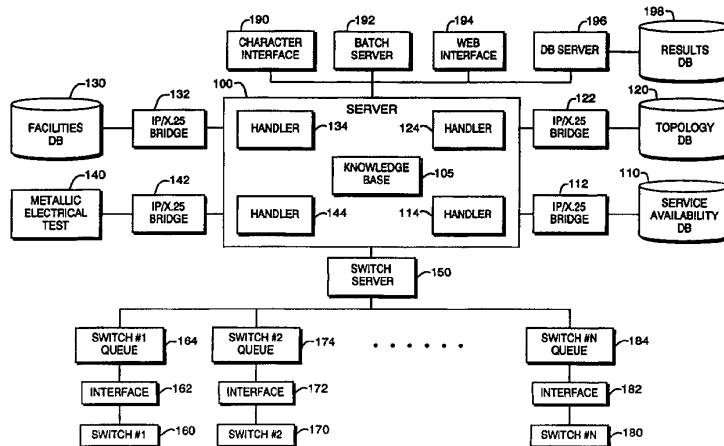 190
192
194
196
198
CHARACTER
INTERFACE
BATCH
SERVER
WEB
INTERFACE
DB SERVER
RESULTS
DB
130
132
100
SERVER
122
120
FACILITIES
DB
IP/X.25
BRIDGE
HANDLER
134
124
HANDLER
IP/X.25
BRIDGE
TOPOLOGY
DB
KNOWLEDGE
BASE
105
140
142
112
110
METALLIC
ELECTRICAL
TEST
IP/X.25
BRIDGE
HANDLER
144
114
HANDLER
IP/X.25
BRIDGE
SERVICE
AVAILABILITY
DB
SWITCH
SERVER
150
SWITCH #1
QUEUE
164
SWITCH #2
QUEUE
174
. . . . . .
SWITCH #N
QUEUE
184
INTERFACE
162
INTERFACE
172
INTERFACE
182
SWITCH #1
160
SWITCH #2
170
SWITCH #N
180